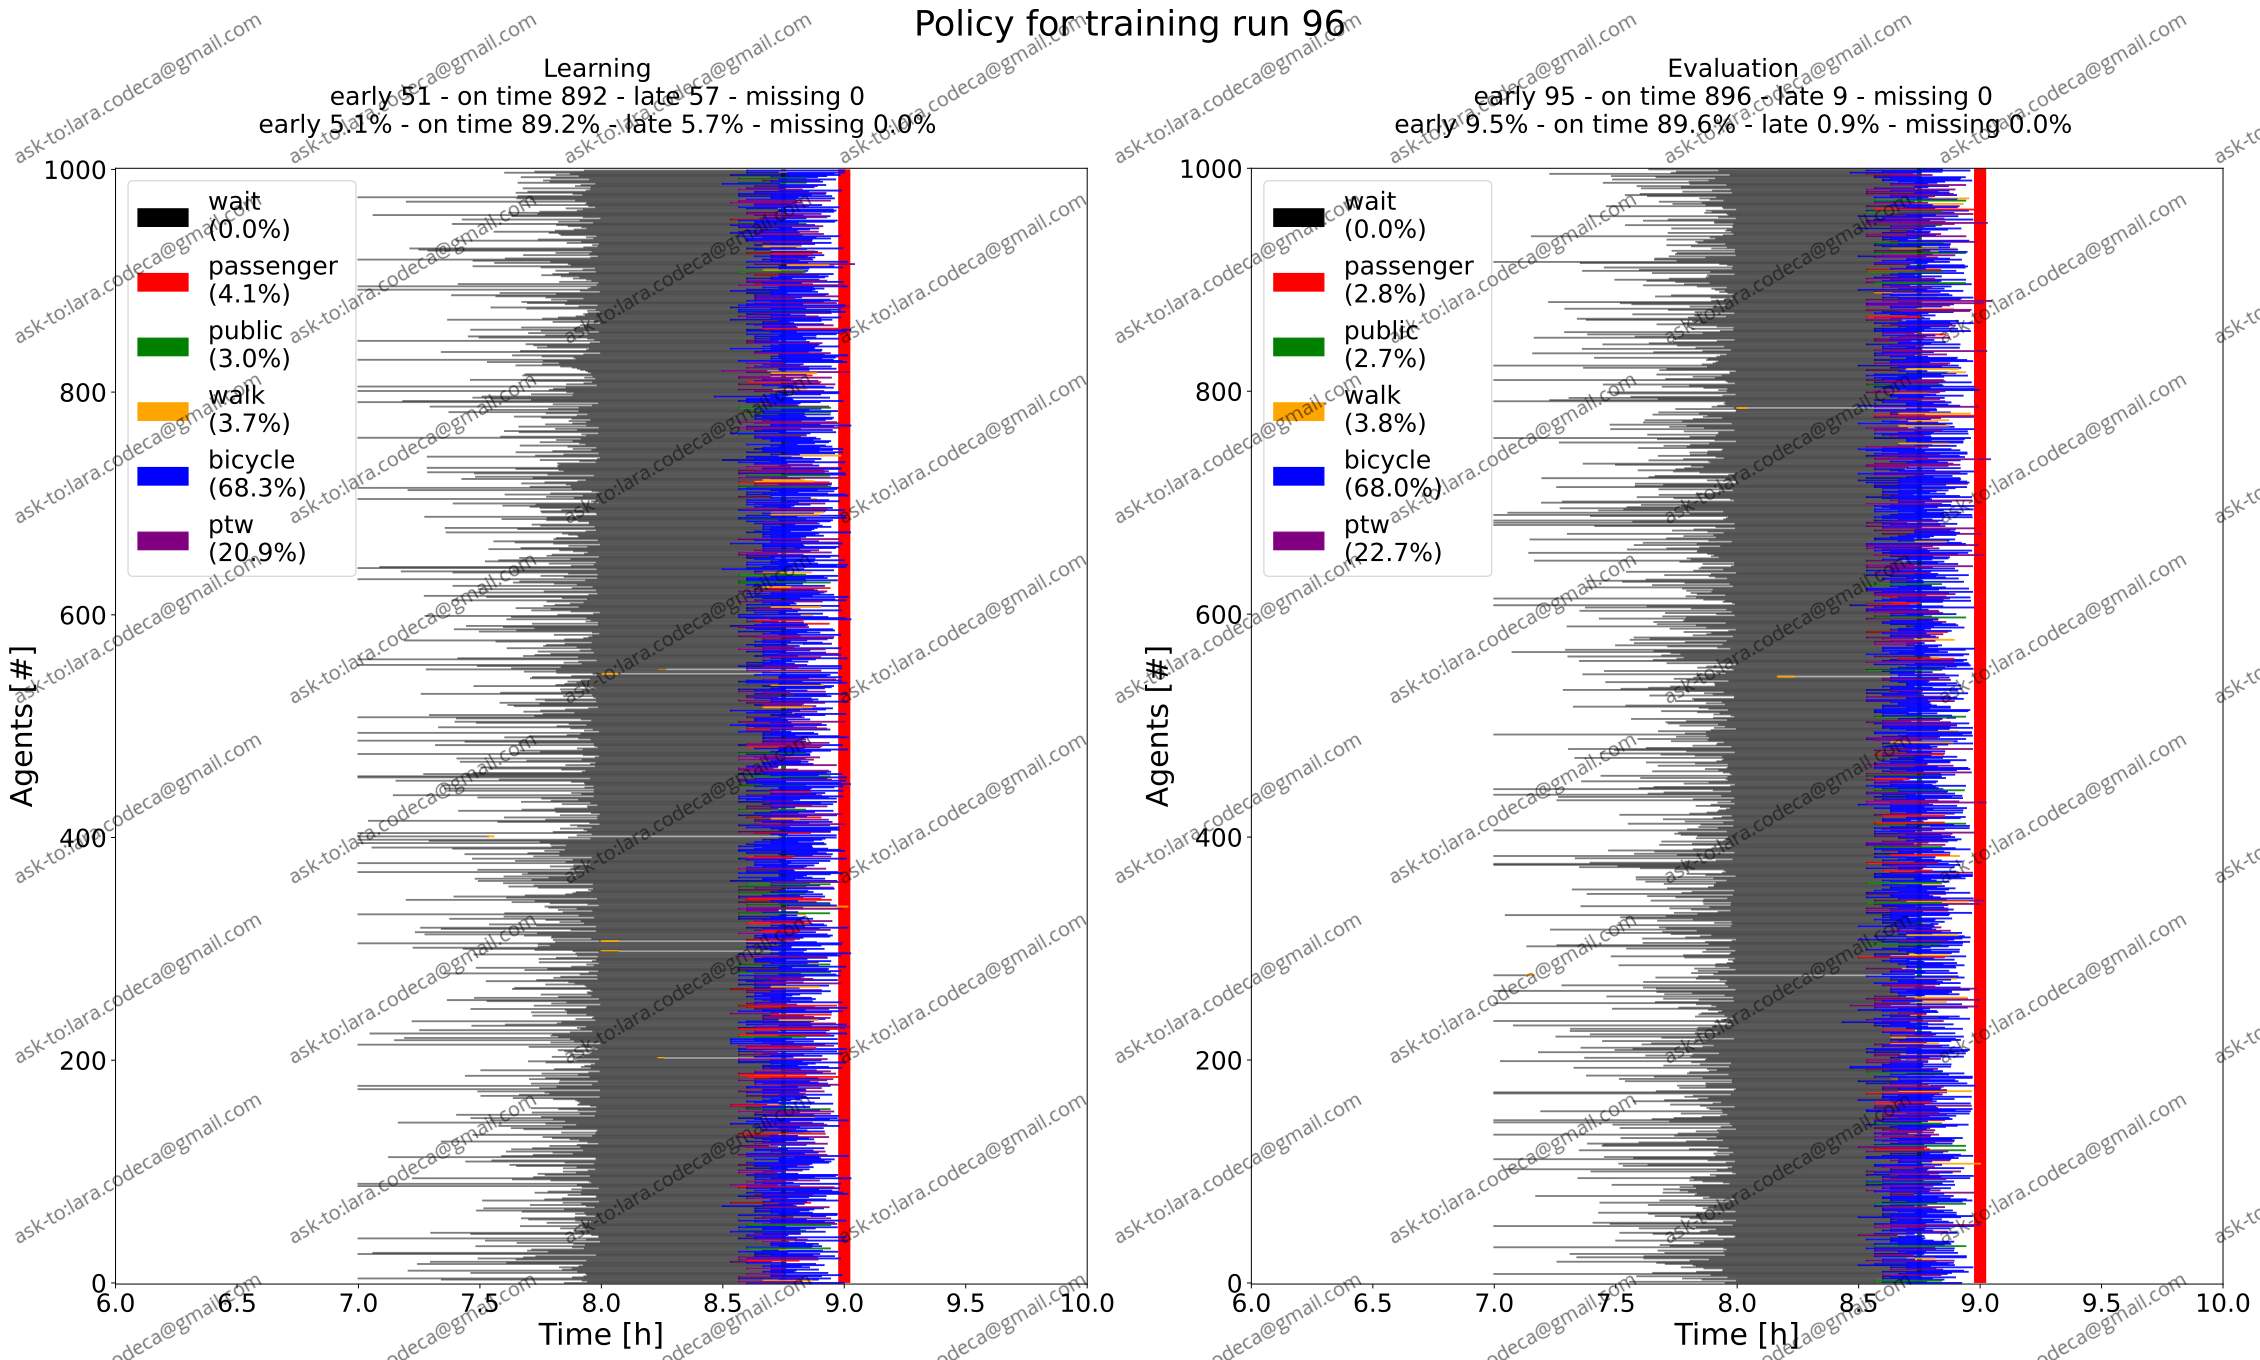 Policy for training run 96
Learning
early 51 - on time 892 - late 57 - missing 0
early 5.1% - on time 89.2% - late 5.7% - missing 0.0%
1000
800
600
400
200
0
Agents [#]
wait
(0.0%)
passenger
(4.1%)
public
(3.0%)
walk
(3.7%)
bicycle
(68.3%)
ptw
(20.9%)
6.0 6.5 7.0 7.5 8.0 8.5 9.0 9.5 10.0
Time [h]
Evaluation
early 95 - on time 896 - late 9 - missing 0
early 9.5% - on time 89.6% - late 0.9% - missing 0.0%
1000
800
600
400
200
0
Agents [#]
wait
(0.0%)
passenger
(2.8%)
public
(2.7%)
walk
(3.8%)
bicycle
(68.0%)
ptw
(22.7%)
6.0 6.5 7.0 7.5 8.0 8.5 9.0 9.5 10.0
Time [h]
ask-to:lara.codeca@gmail.com